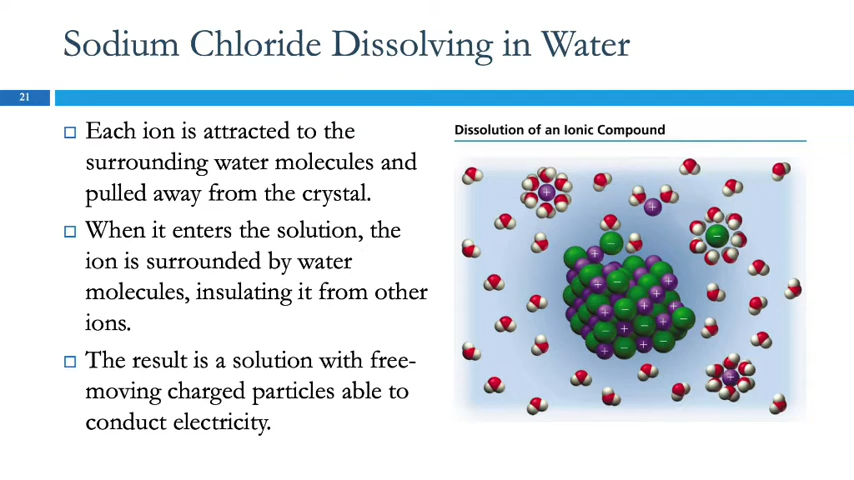 Sodium Chloride Dissolving in Water
21
Each ion is attracted to the
surrounding water molecules and
pulled away from the crystal.
When it enters the solution, the
ion is surrounded by water
molecules, insulating it from other
ions.
The result is a solution with free-
moving charged particles able to
conduct electricity.
Dissolution of an Ionic Compound